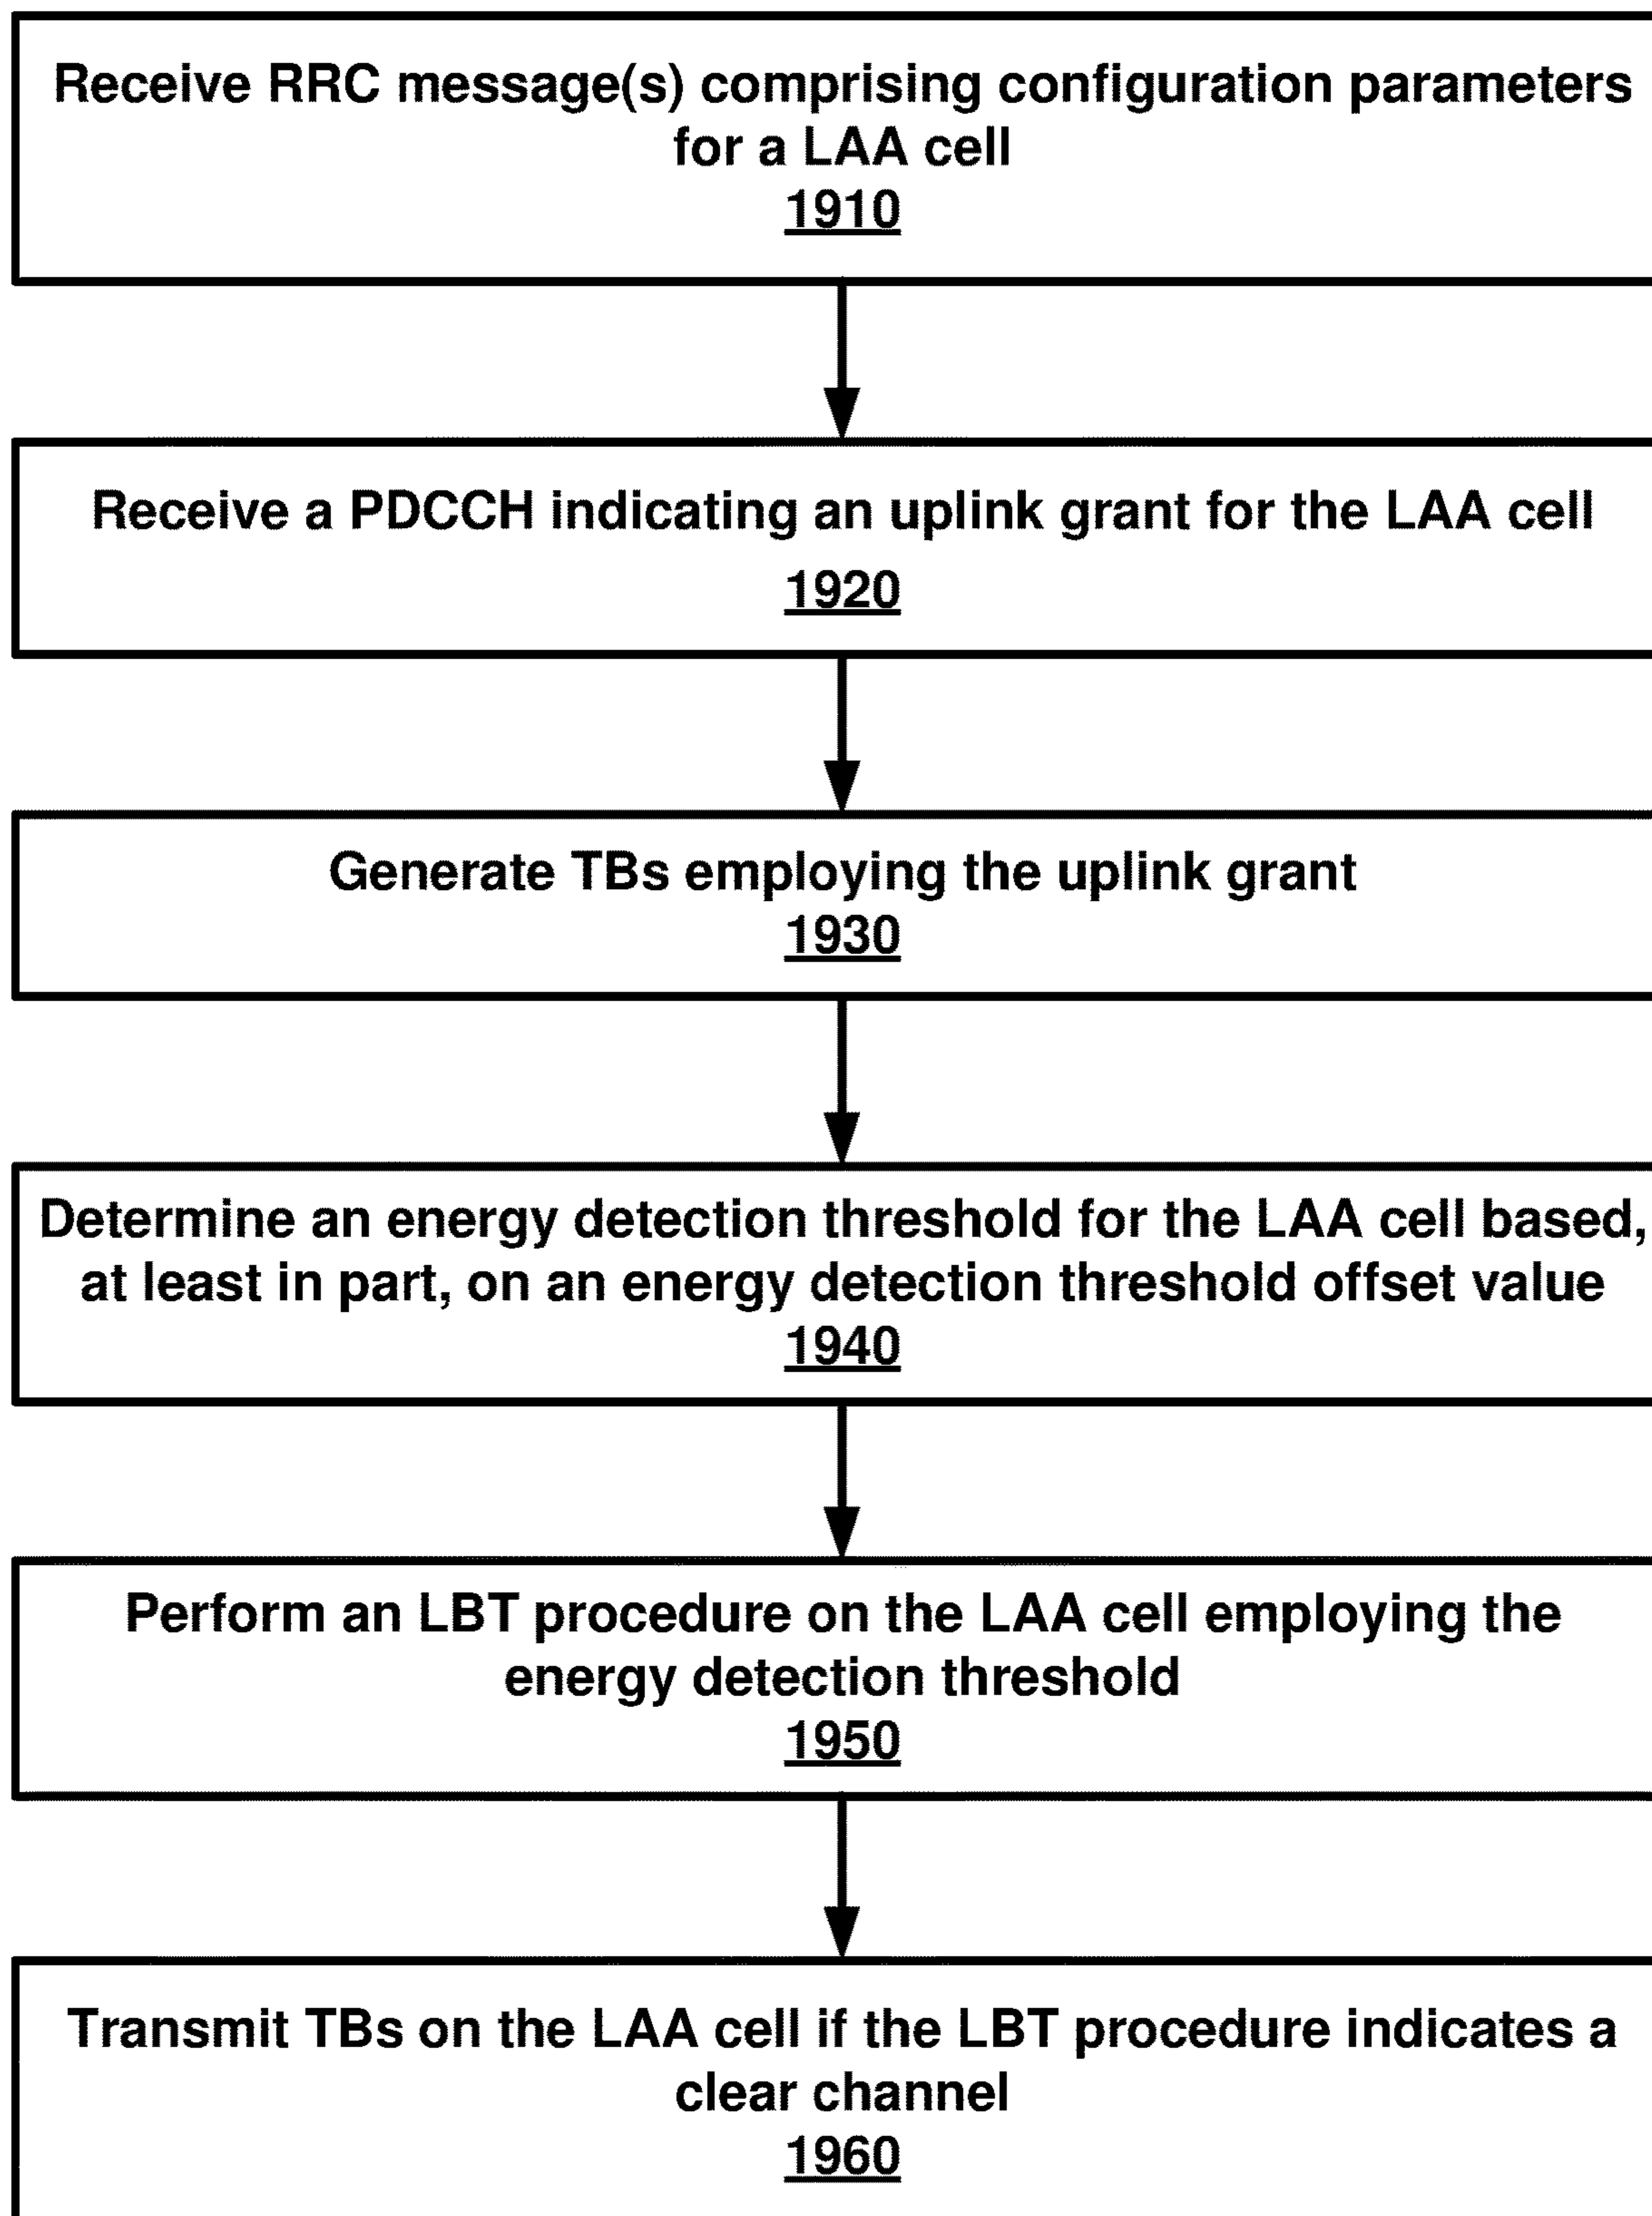 Receive RRC message(s) comprising configuration parameters
for a LAA cell
1910
Receive a PDCCH indicating an uplink grant for the LAA cell
1920
Generate TBs employing the uplink grant
1930
Determine an energy detection threshold for the LAA cell based,
at least in part, on an energy detection threshold offset value
1940
Perform an LBT procedure on the LAA cell employing the
energy detection threshold
1950
Transmit TBs on the LAA cell if the LBT procedure indicates a
clear channel
1960